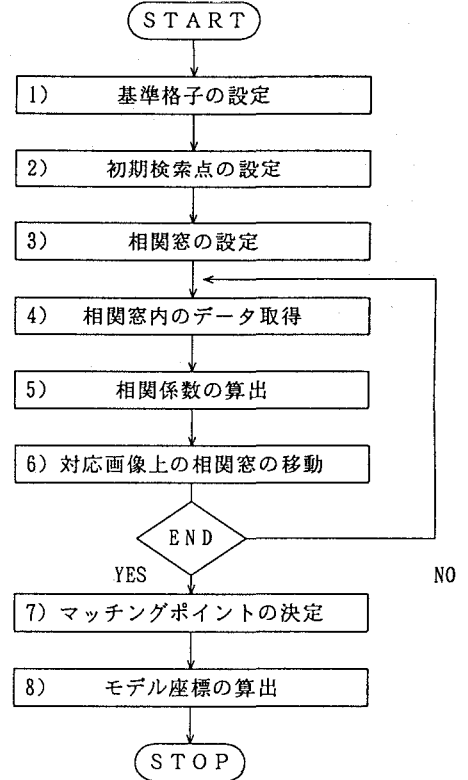 START
1) 基準格子の設定
2) 初期検索点の設定
3) 相関窓の設定
4) 相関窓内のデータ取得
5) 相関係数の算出
6) 対応画像上の相関窓の移動
END
YES
NO
7) マッチングポイントの決定
8) モデル座標の算出
STOP